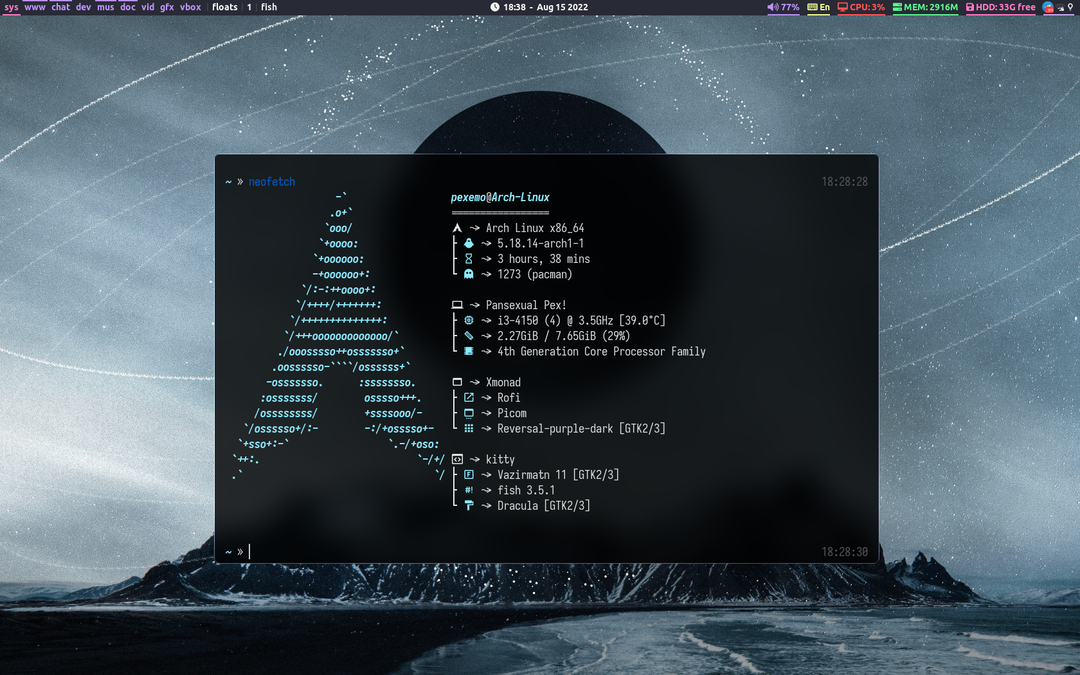 sys www chat dev mus doc vid gfx vbox floats 1 fish 18:38 - Aug 15 2022 77% En CPU: 3% MEM: 2916M HDD: 33G free
~ » neofetch 18:28:28
-`
.o+`
`ooo/
`+oooo:
`+oooooo:
-+oooooo+:
`/:-:++oooo+:
`/++++/+++++++:
`/++++++++++++++:
`/+++ooooooooooooo/`
./ooosssso++osssssso+`
.oossssso-````/ossssss+`
-osssssso. :ssssssso.
:osssssss/ osssso+++.
/ossssssss/ +ssssooo/-
`/ossssso+/:- -:/+osssso+-
`+sso+:-` `.-/+oso:
`++:. `-/+/
.` `/
pexemo@Arch-Linux
==================
~> Arch Linux x86_64
~> 5.18.14-arch1-1
~> 3 hours, 38 mins
~> 1273 (pacman)
~> Pansexual Pex!
~> i3-4150 (4) @ 3.5GHz [39.0°C]
~> 2.27GiB / 7.65GiB (29%)
~> 4th Generation Core Processor Family
~> Xmonad
~> Rofi
~> Picom
~> Reversal-purple-dark [GTK2/3]
~> kitty
~> Vazirmatn 11 [GTK2/3]
~> fish 3.5.1
~> Dracula [GTK2/3]
~ » 18:28:30